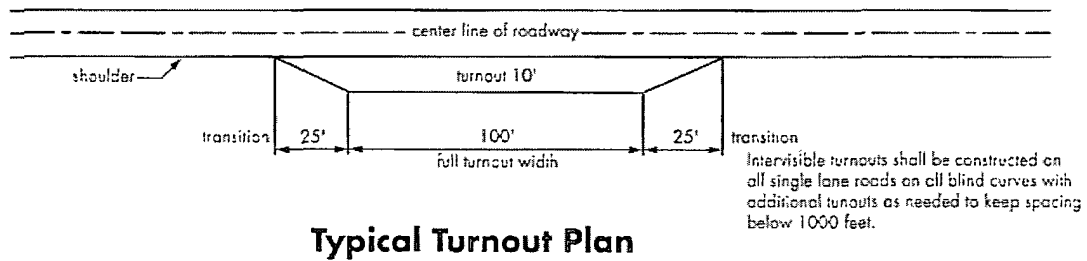 center line of roadway
shoulder
turnout 10'
transition 25' 100' 25' transition
full turnout width
Intervisible turnouts shall be constructed on
all single lane roads on all blind curves with
additional tunouts as needed to keep spacing
below 1000 feet.
Typical Turnout Plan